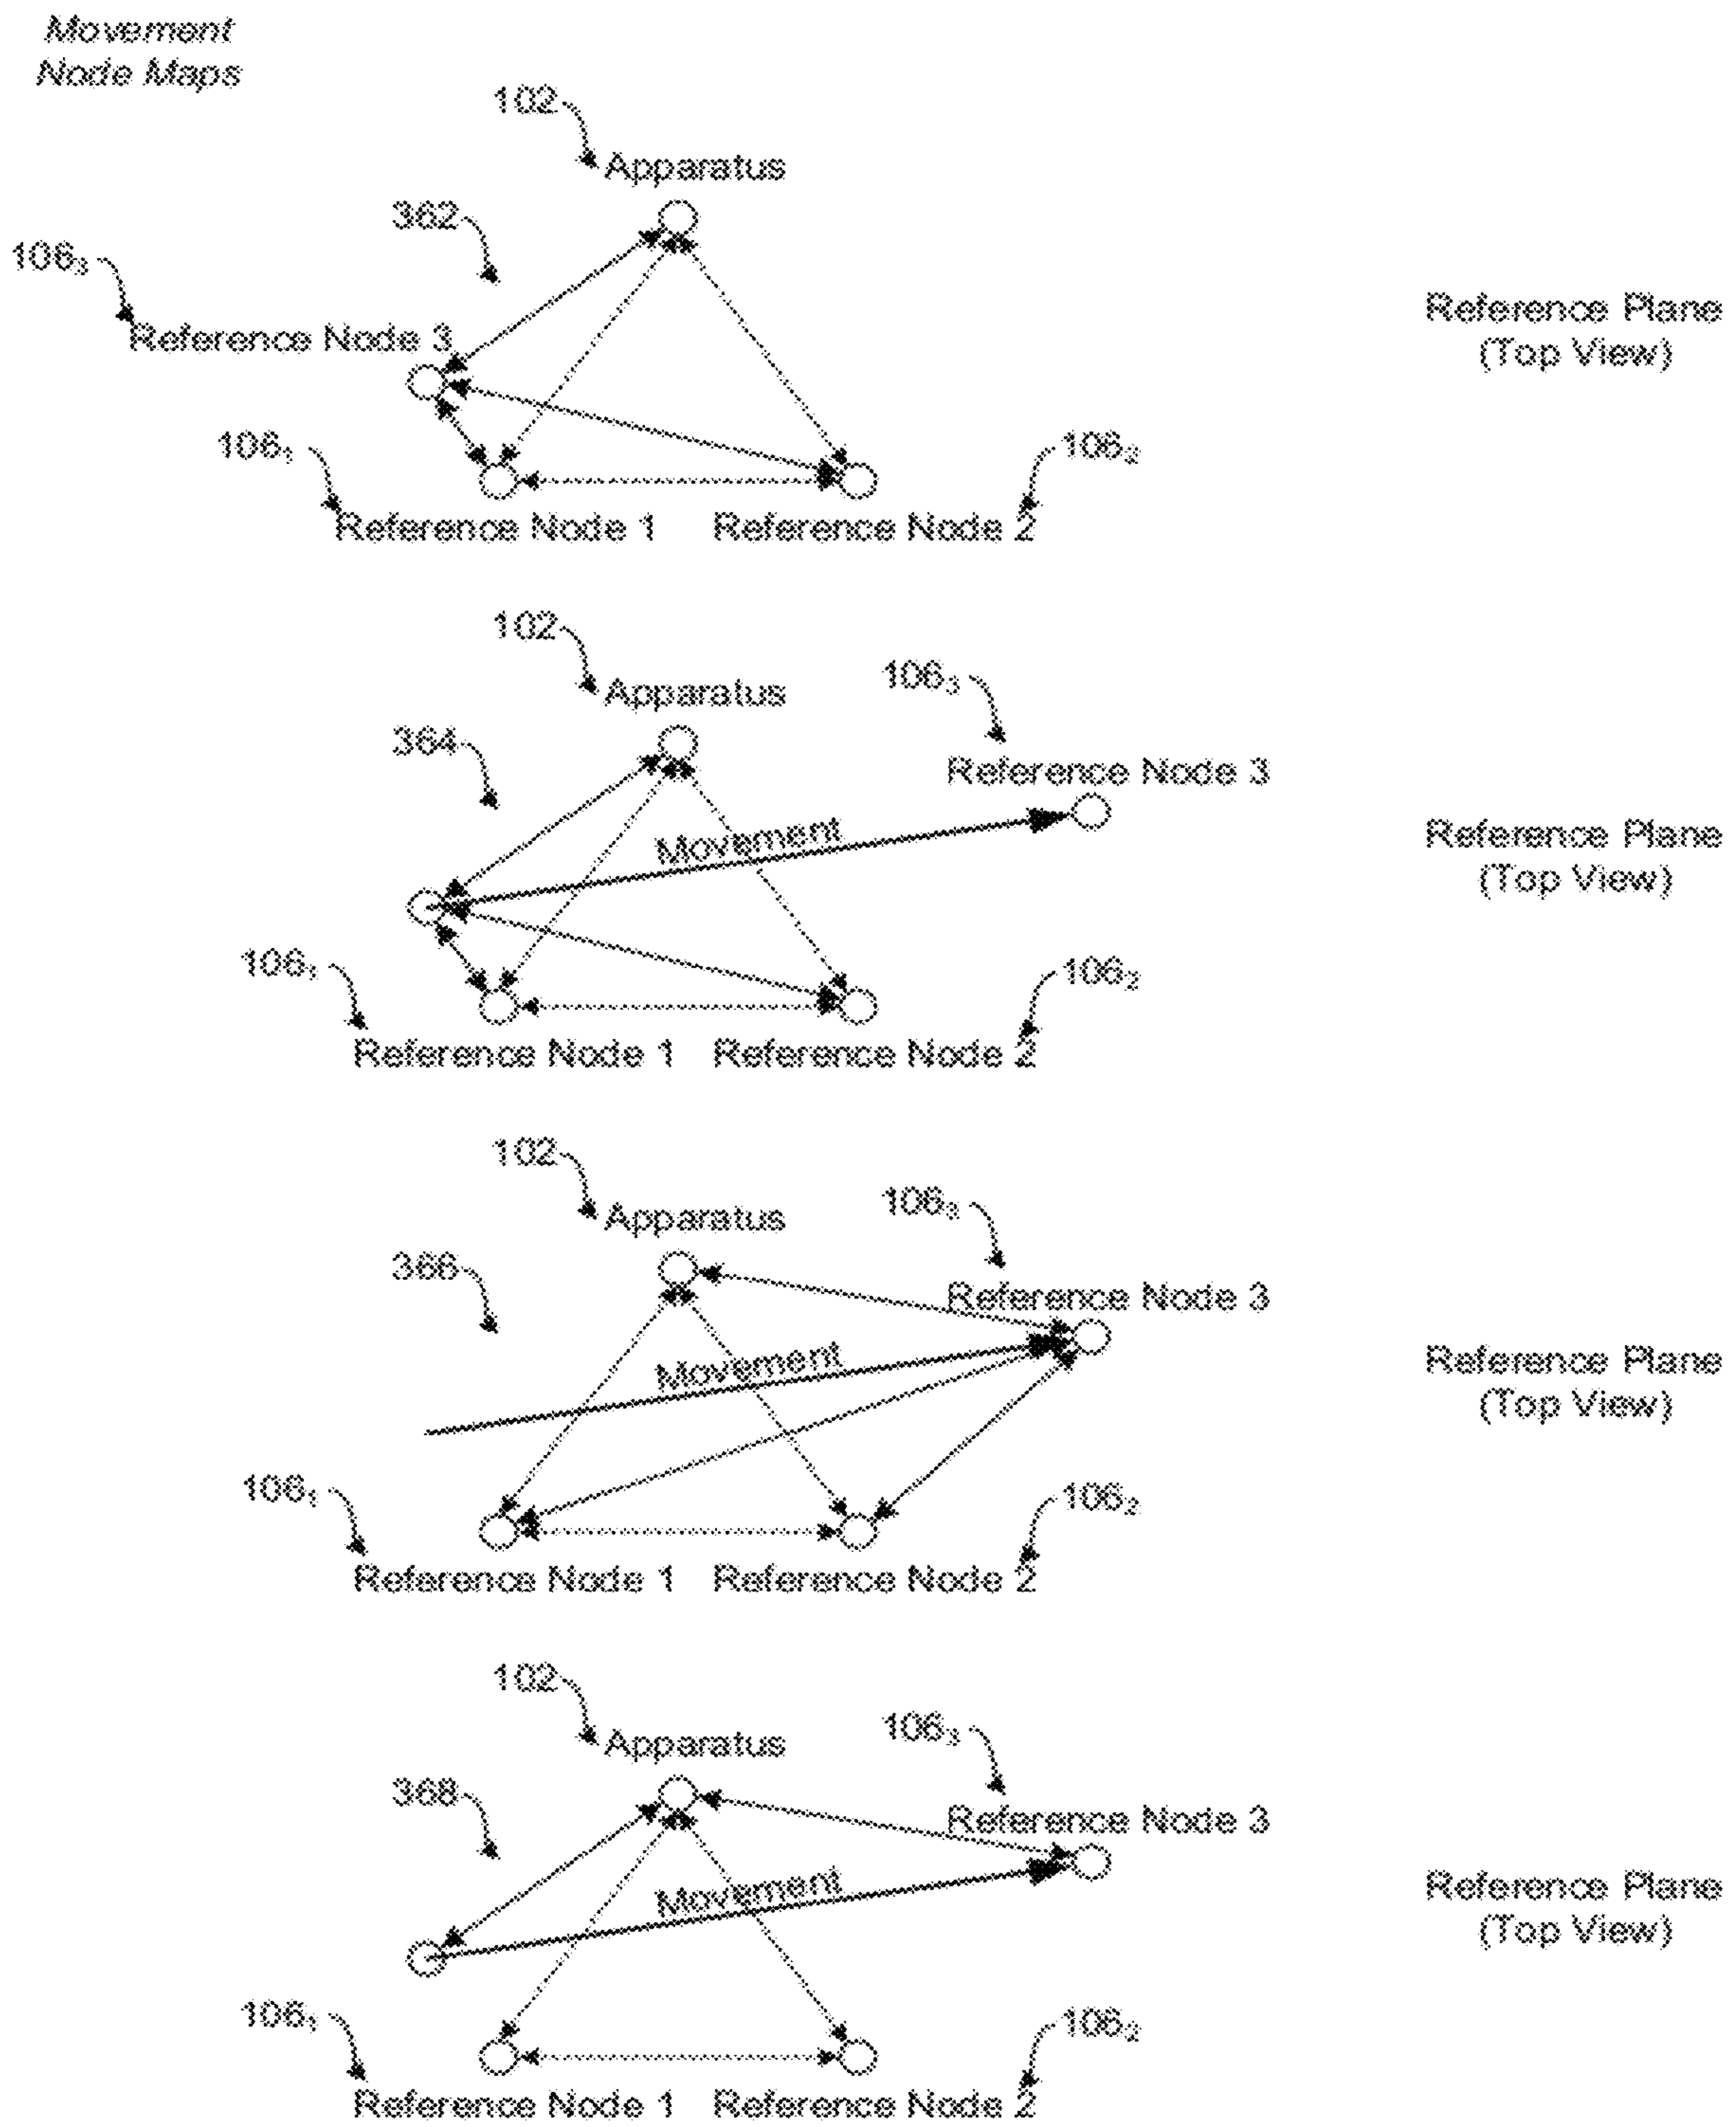 Movement
Node Maps
102
Apparatus
362
106₃
Reference Node 3
Reference Plane
(Top View)
106₁
106₂
Reference Node 1
Reference Node 2
102
Apparatus
106₃
364
Reference Node 3
Movement
Reference Plane
(Top View)
106₁
106₂
Reference Node 1
Reference Node 2
102
106₃
Apparatus
366
Reference Node 3
Movement
Reference Plane
(Top View)
106₁
106₂
Reference Node 1
Reference Node 2
102
106₃
Apparatus
368
Reference Node 3
Movement
Reference Plane
(Top View)
106₁
106₂
Reference Node 1
Reference Node 2